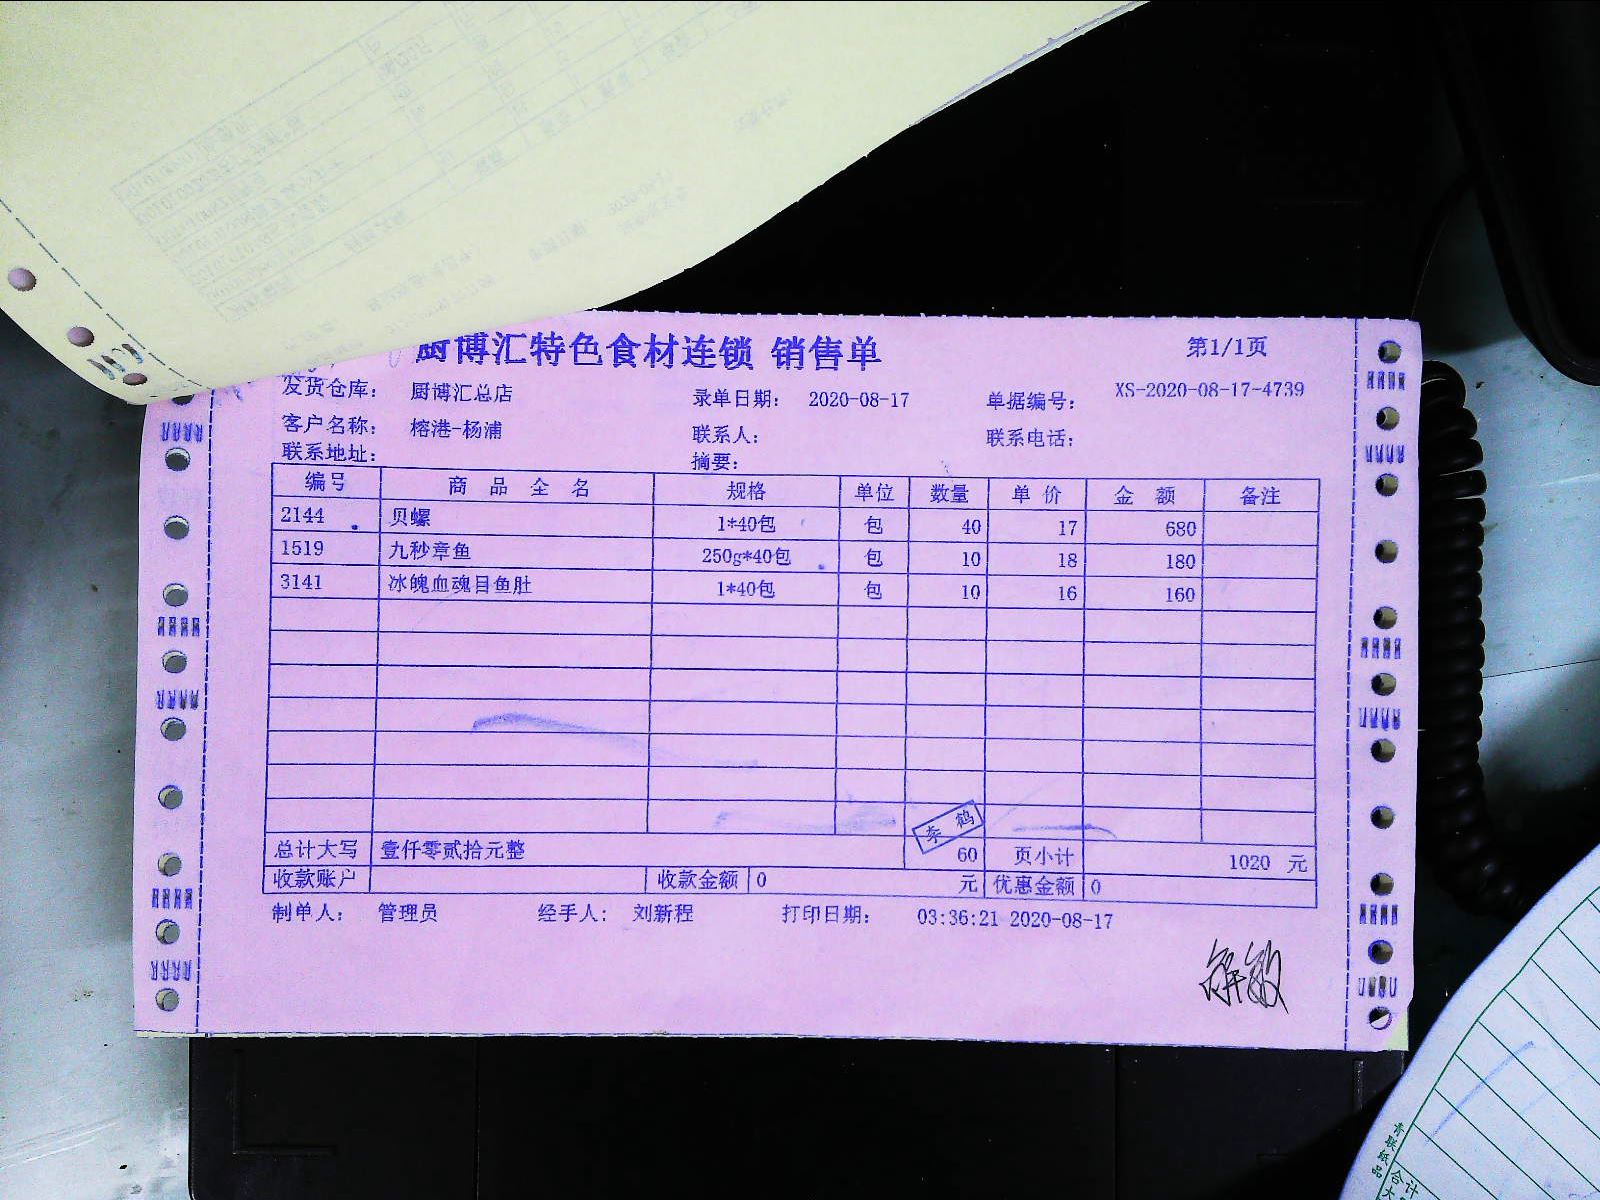 厨博汇特色食材连锁 销售单 第1/1页
发货仓库： 厨博汇总店 录单日期： 2020-08-17 单据编号： XS-2020-08-17-4739
客户名称： 榕港-杨浦 联系人： 联系电话：
联系地址： 摘要：
编号 商品全名 规格 单位 数量 单价 金额 备注
2144 贝螺 1*40包 包 40 17 680
1519 九秒章鱼 250g*40包 包 10 18 180
3141 冰魄血魂目鱼肚 1*40包 包 10 16 160
李鹤
总计大写 壹仟零贰拾元整 60 页小计 1020 元
收款账户 收款金额 0 元 优惠金额 0
制单人： 管理员 经手人： 刘新程 打印日期： 03:36:21 2020-08-17
青联纸品
合计
大